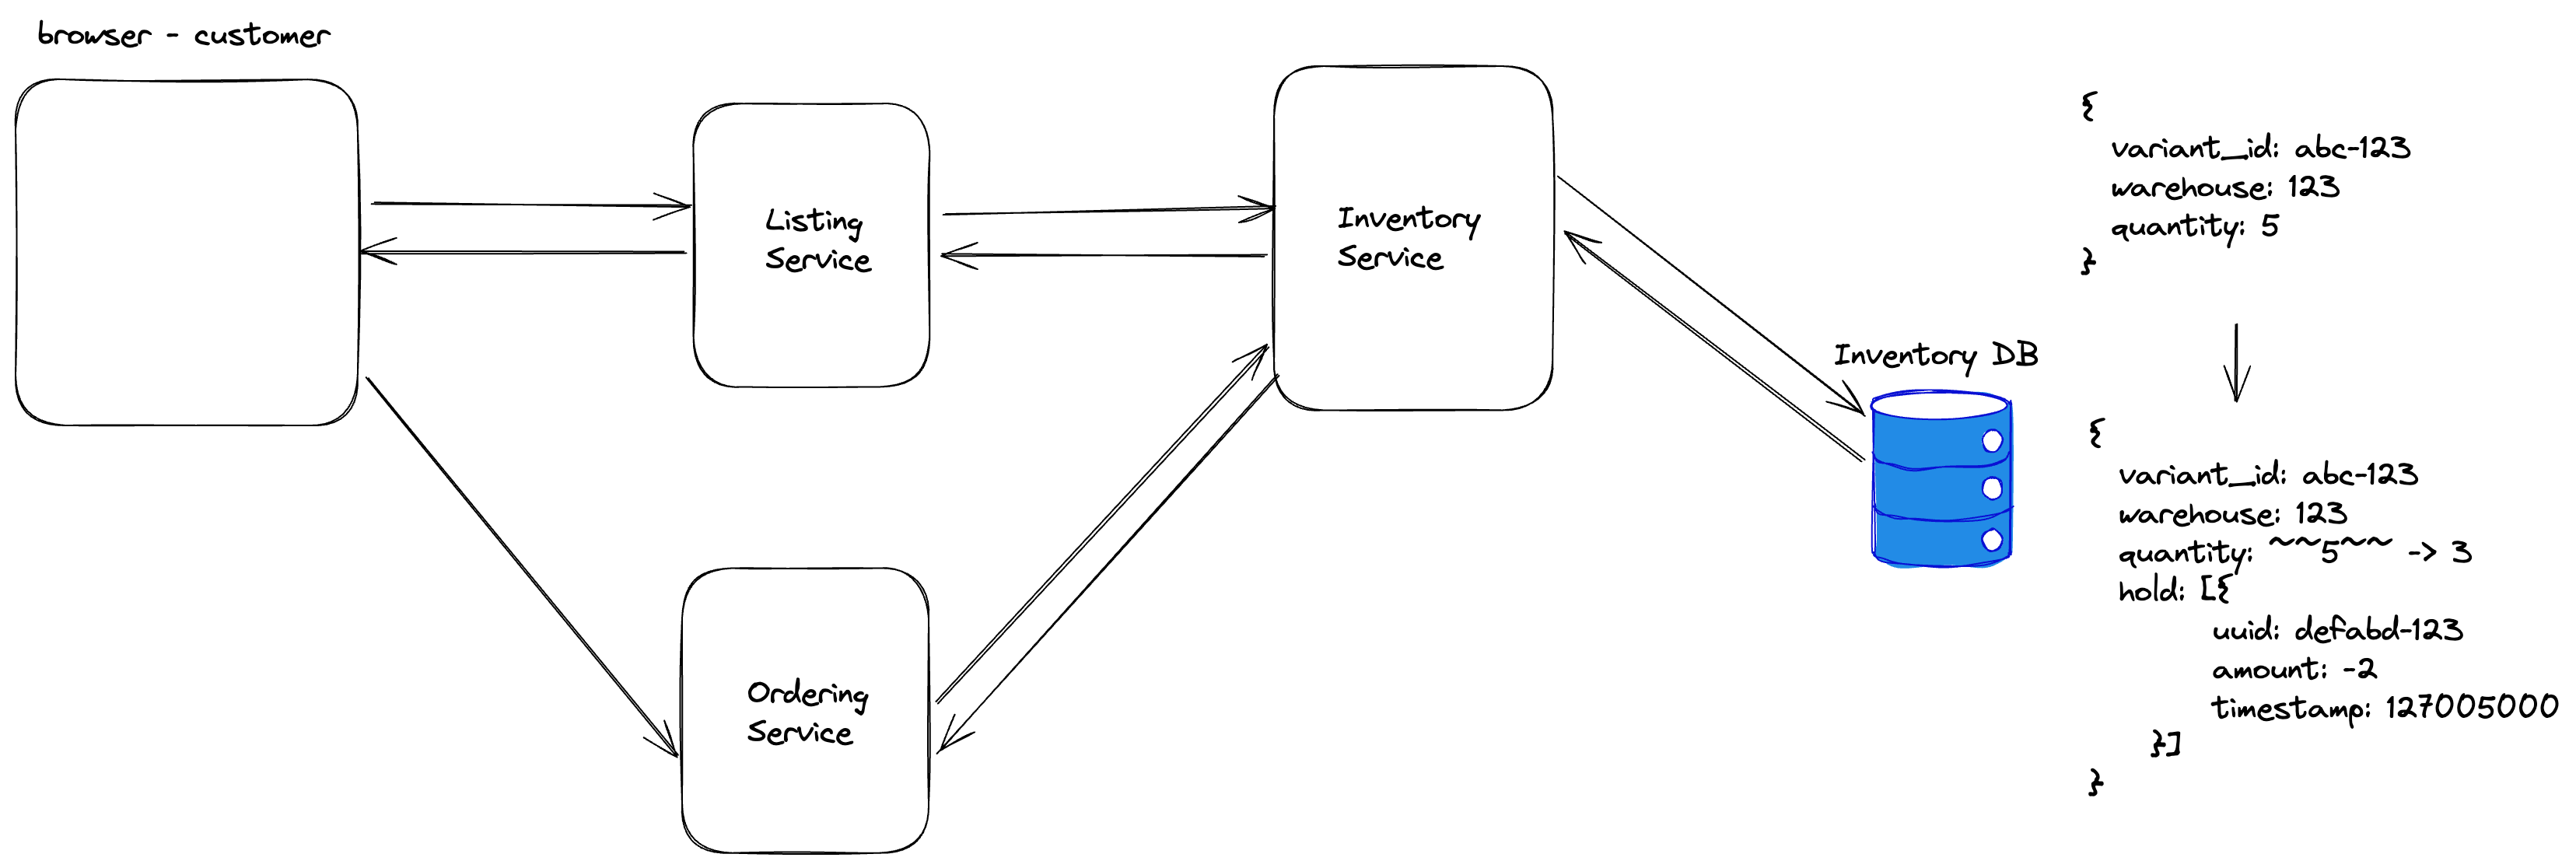 browser - customer
Listing
Service
Inventory
Service
Ordering
Service
Inventory DB
{
variant_id: abc-123
warehouse: 123
quantity: 5
}
{
variant_id: abc-123
warehouse: 123
quantity: ~~5~~ -> 3
hold: [{
uuid: defabd-123
amount: -2
timestamp: 127005000
}]
}